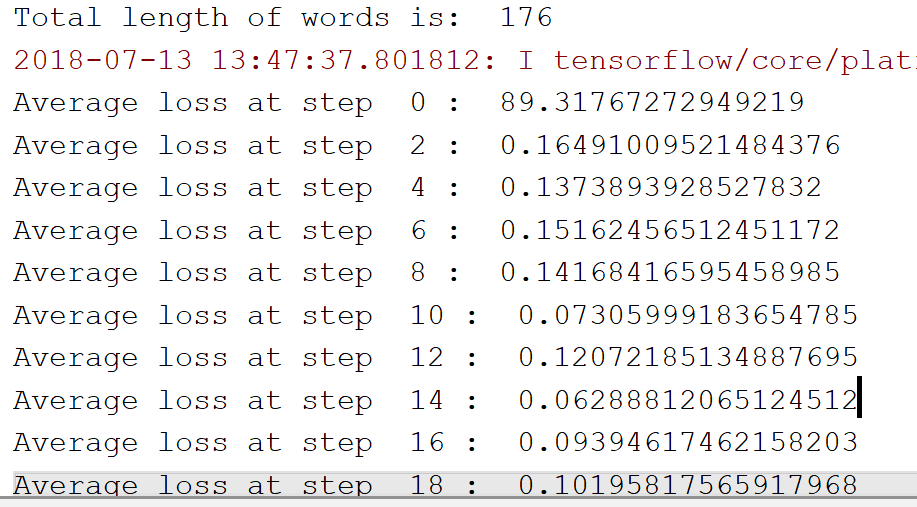 Total length of words is:  176
2018-07-13 13:47:37.801812: I tensorflow/core/plat
Average loss at step  0 :  89.31767272949219
Average loss at step  2 :  0.16491009521484376
Average loss at step  4 :  0.1373893928527832
Average loss at step  6 :  0.15162456512451172
Average loss at step  8 :  0.14168416595458985
Average loss at step  10 :  0.07305999183654785
Average loss at step  12 :  0.12072185134887695
Average loss at step  14 :  0.06288812065124512
Average loss at step  16 :  0.09394617462158203
Average loss at step  18 :  0.10195817565917968